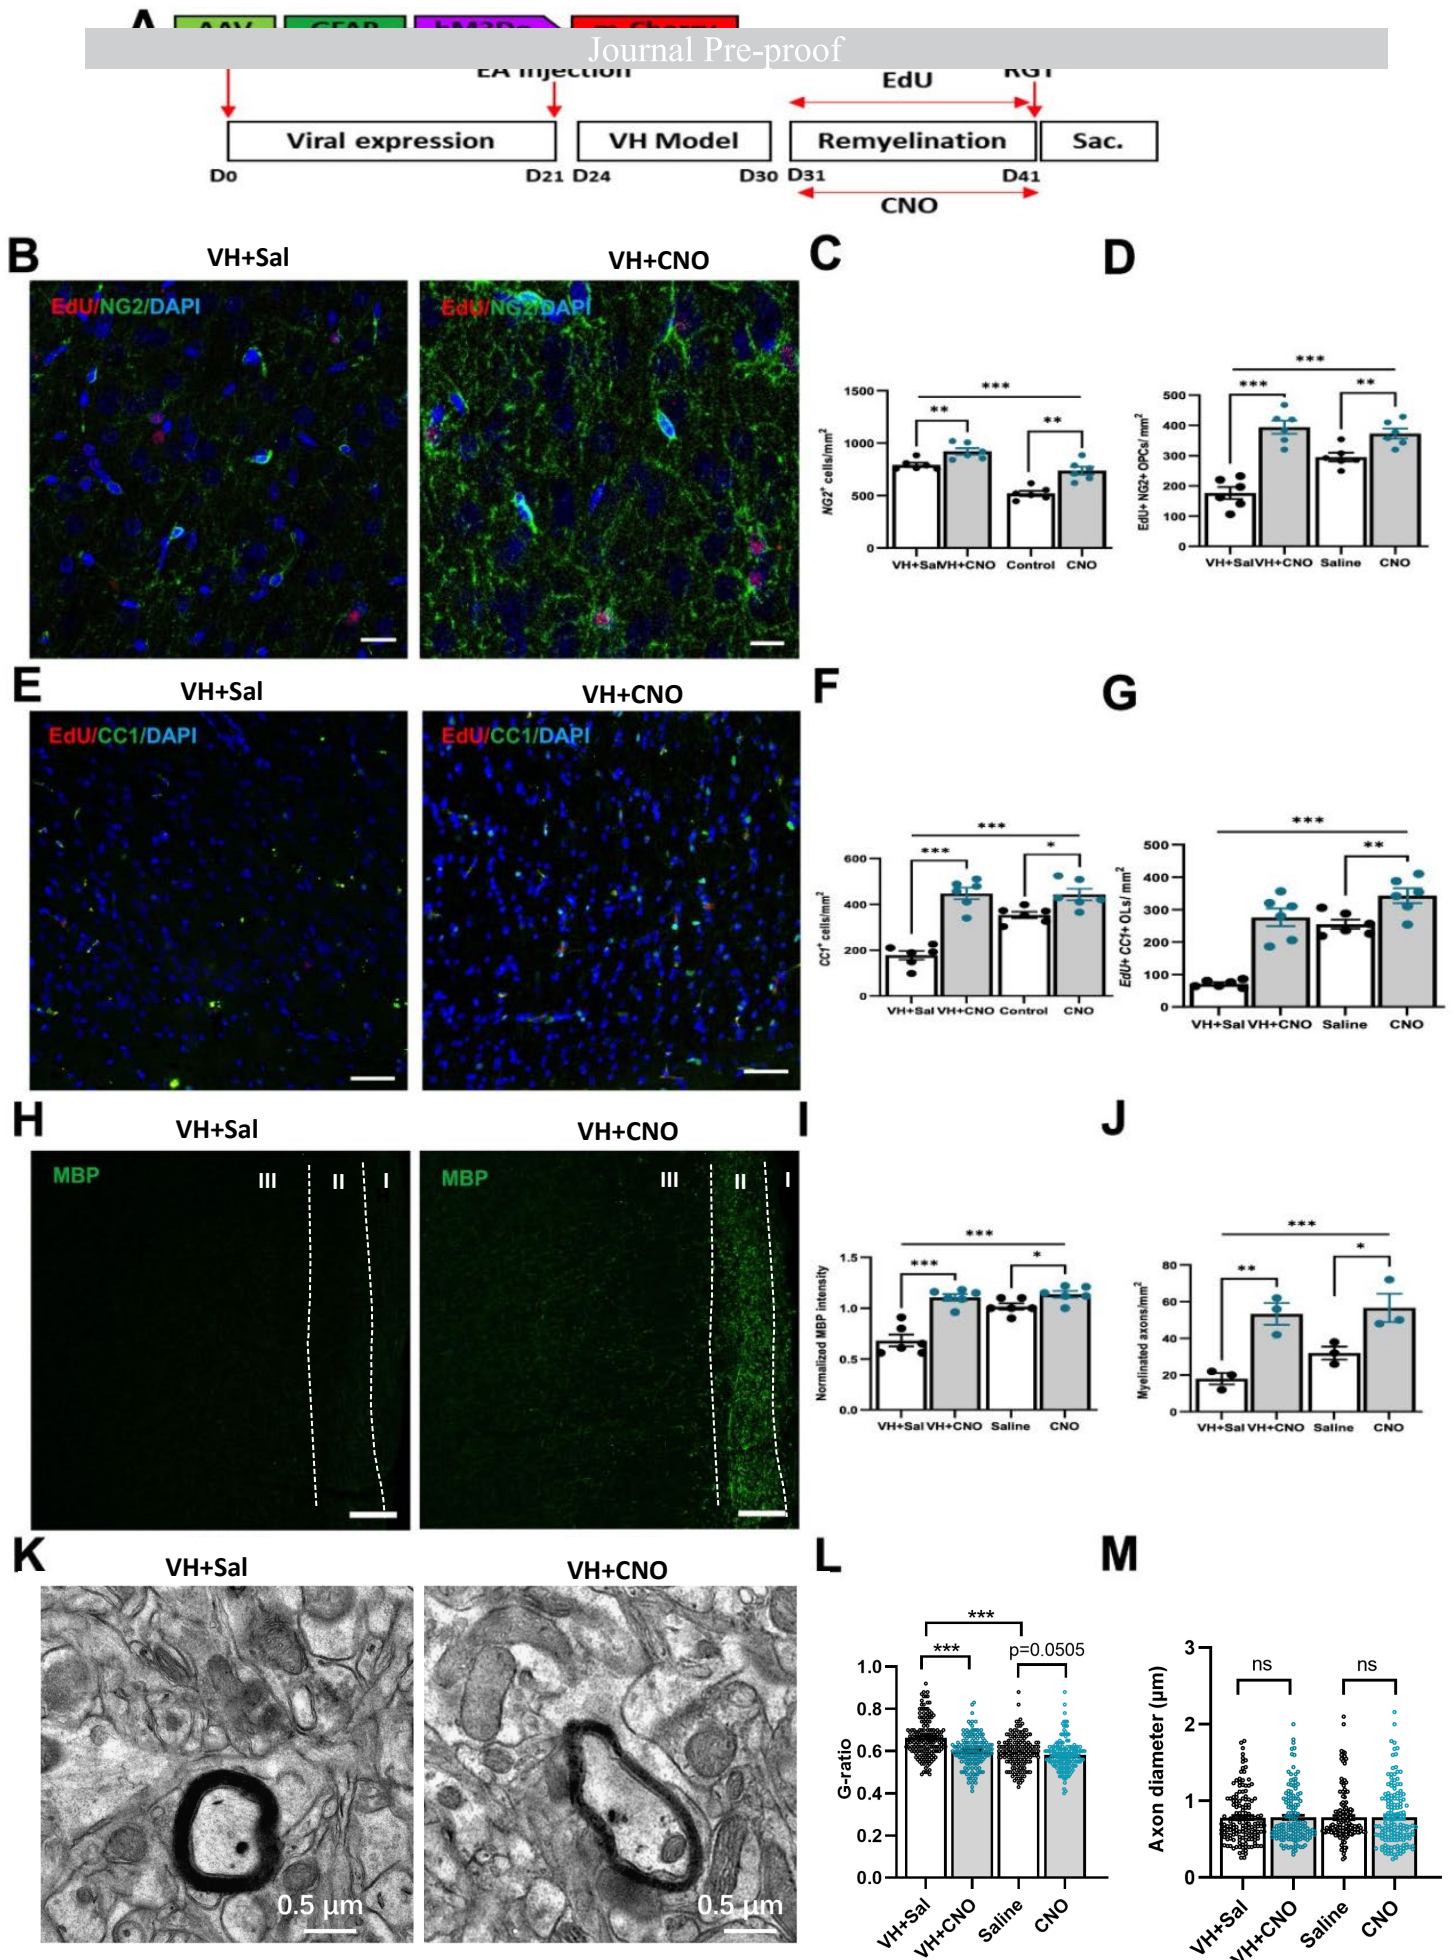 A
AAV GFAP hM3Dq m-Cherry
Journal Pre-proof
EA injection
EdU
RGT
Viral expression
VH Model
Remyelination
Sac.
D0 D21 D24 D30 D31 D41
CNO
B
VH+Sal
VH+CNO
EdU/NG2/DAPI
EdU/NG2/DAPI
C
***
**
**
1500
1000
500
0
NG2+ cells/mm2
VH+Sal VH+CNO Control CNO
D
***
***
**
500
400
300
200
100
0
EdU+ NG2+ OPCs/ mm2
VH+Sal VH+CNO Saline CNO
E
VH+Sal
VH+CNO
EdU/CC1/DAPI
EdU/CC1/DAPI
F
***
***
*
600
400
200
0
CC1+ cells/mm2
VH+Sal VH+CNO Control CNO
G
***
**
500
400
300
200
100
0
EdU+ CC1+ OLs/ mm2
VH+Sal VH+CNO Saline CNO
H
VH+Sal
VH+CNO
MBP
III II I
MBP
III II I
I
***
***
*
1.5
1.0
0.5
0.0
Normalized MBP intensity
VH+Sal VH+CNO Saline CNO
J
***
**
*
80
60
40
20
0
Myelinated axons/mm2
VH+Sal VH+CNO Saline CNO
K
VH+Sal
VH+CNO
0.5 μm
0.5 μm
L
***
***
p=0.0505
1.0
0.8
0.6
0.4
0.2
0.0
G-ratio
VH+Sal
VH+CNO
Saline
CNO
M
ns
ns
3
2
1
0
Axon diameter (μm)
VH+Sal
VH+CNO
Saline
CNO